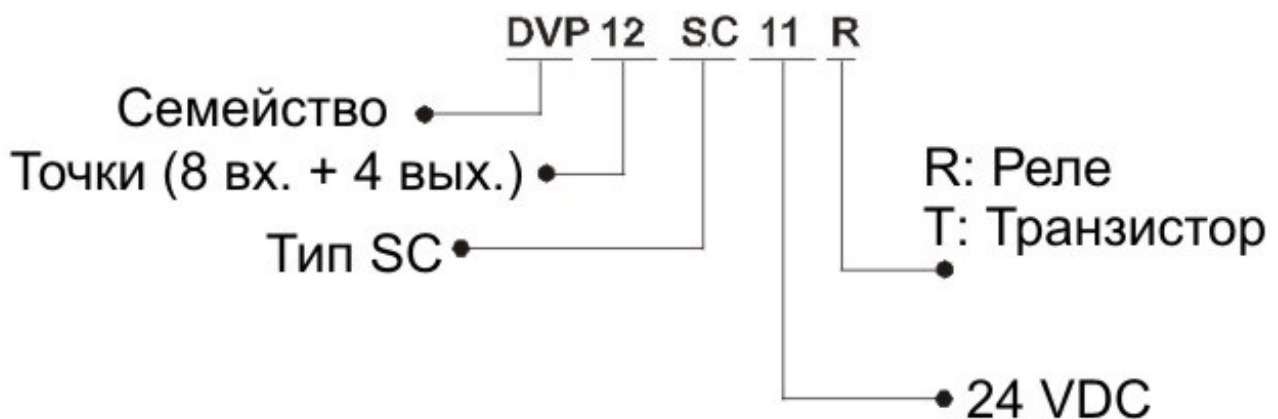 DVP 12 SC 11 R
Семейство
Точки (8 вх. + 4 вых.)
Тип SC
R: Реле
T: Транзистор
24 VDC